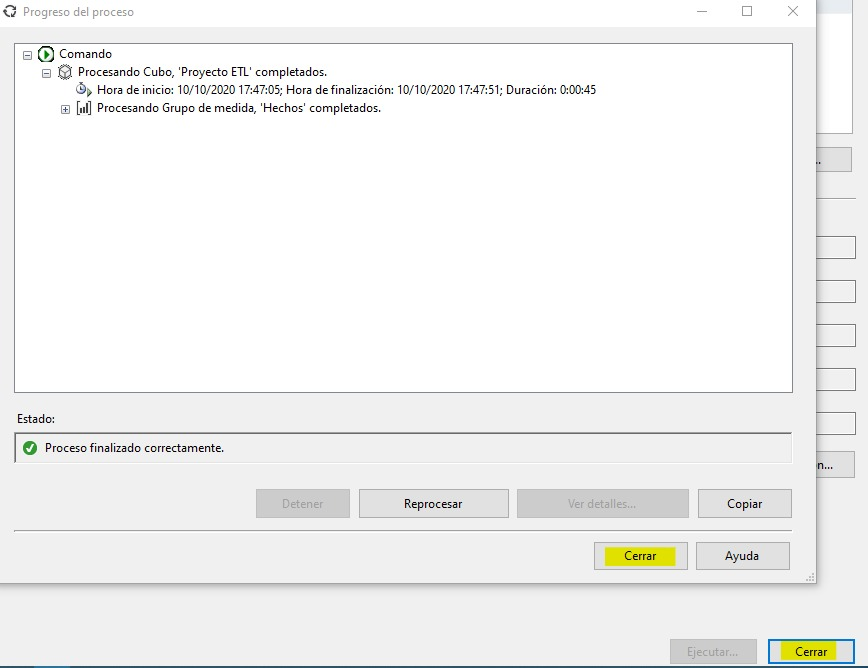 Progreso del proceso
Comando
Procesando Cubo, 'Proyecto ETL' completados.
Hora de inicio: 10/10/2020 17:47:05; Hora de finalización: 10/10/2020 17:47:51; Duración: 0:00:45
Procesando Grupo de medida, 'Hechos' completados.
...
Estado:
Proceso finalizado correctamente.
n...
Detener
Reprocesar
Ver detalles...
Copiar
Cerrar
Ayuda
Ejecutar...
Cerrar